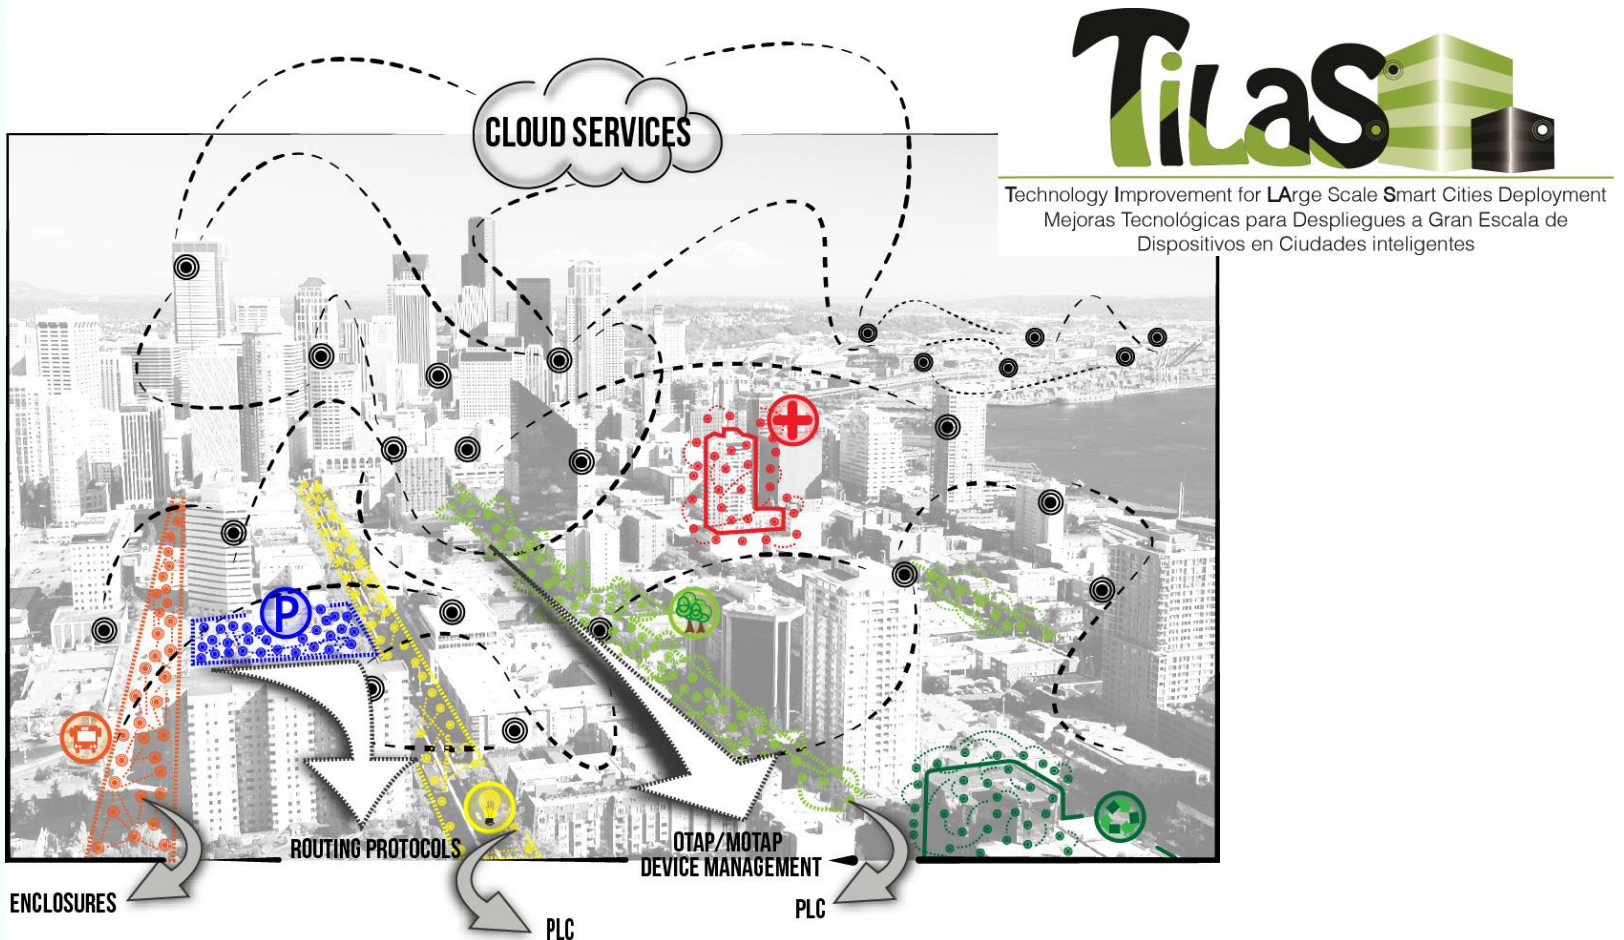 CLOUD SERVICES
TiLaS
Technology Improvement for LArge Scale Smart Cities Deployment
Mejoras Tecnológicas para Despliegues a Gran Escala de
Dispositivos en Ciudades inteligentes
P
ROUTING PROTOCOLS
OTAP/MOTAP
DEVICE MANAGEMENT
ENCLOSURES
PLC
PLC